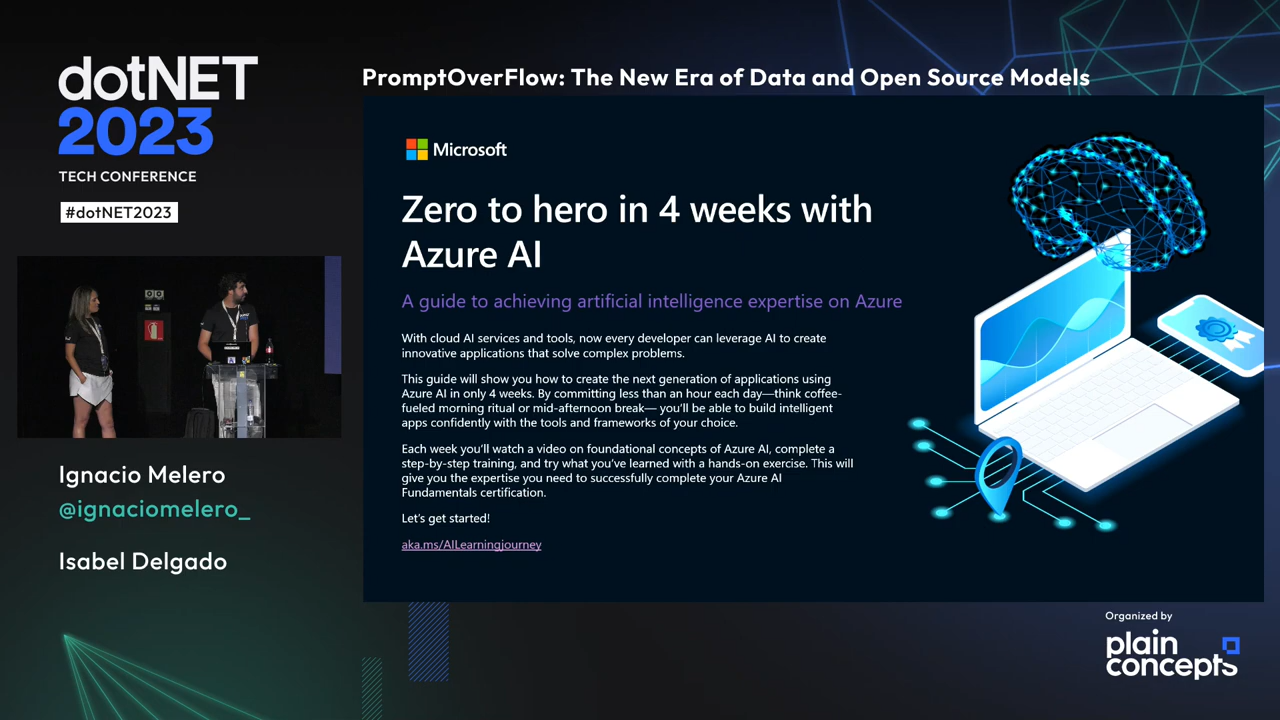 dotNET
2023
TECH CONFERENCE
#dotNET2023
Ignacio Melero
@ignaciomelero_
Isabel Delgado
PromptOverFlow: The New Era of Data and Open Source Models
Microsoft
Zero to hero in 4 weeks with
Azure AI
A guide to achieving artificial intelligence expertise on Azure
With cloud AI services and tools, now every developer can leverage AI to create
innovative applications that solve complex problems.
This guide will show you how to create the next generation of applications using
Azure AI in only 4 weeks. By committing less than an hour each day—think coffee-
fueled morning ritual or mid-afternoon break— you'll be able to build intelligent
apps confidently with the tools and frameworks of your choice.
Each week you'll watch a video on foundational concepts of Azure AI, complete a
step-by-step training, and try what you've learned with a hands-on exercise. This will
give you the expertise you need to successfully complete your Azure AI
Fundamentals certification.
Let's get started!
aka.ms/AILearningjourney
Organized by
plain
concepts